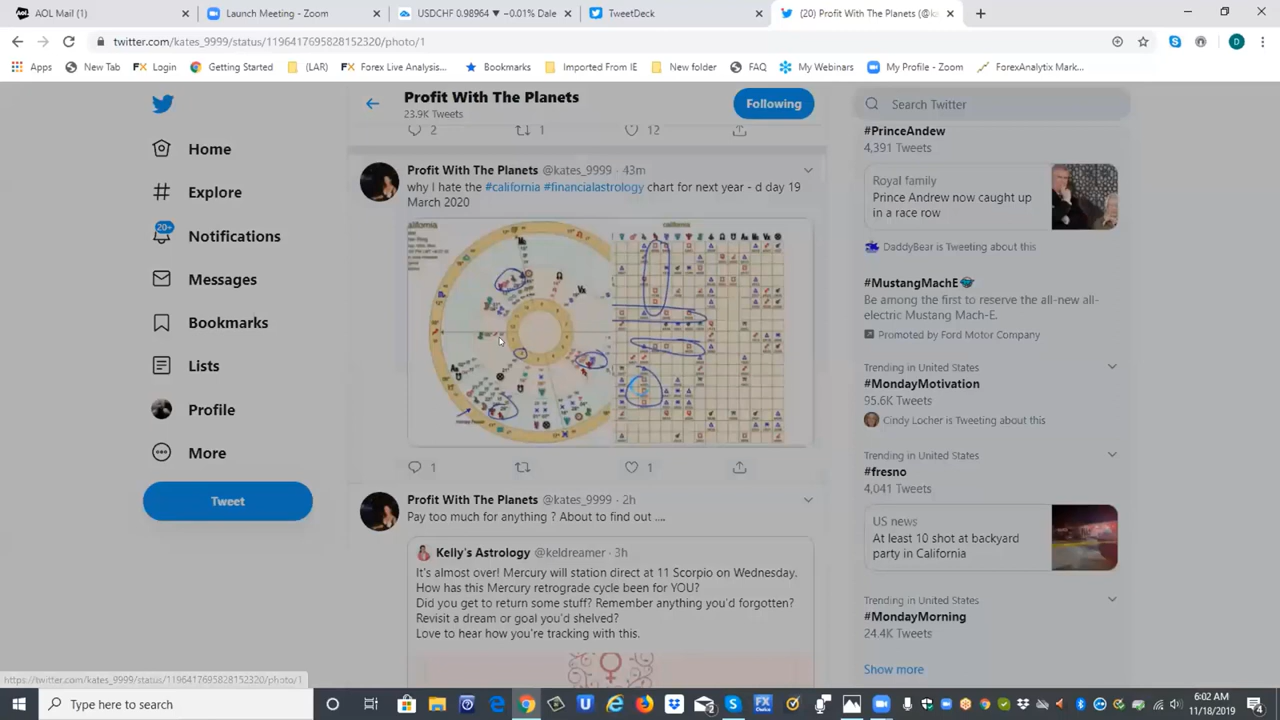 AOL Mail (1)
Launch Meeting - Zoom
USDCHF 0.98964 ▼ −0.01% Dale
TweetDeck
(20) Profit With The Planets (@ka
twitter.com/kates_9999/status/1196417695828152320/photo/1
Apps
New Tab
Login
Getting Started
(LAR)
Forex Live Analysis...
Bookmarks
Imported From IE
New folder
FAQ
My Webinars
My Profile - Zoom
ForexAnalytix Mark...
Profit With The Planets
23.9K Tweets
Following
Search Twitter
Home
Explore
20+
Notifications
Messages
Bookmarks
Lists
Profile
More
Tweet
2
1
12
Profit With The Planets @kates_9999 · 43m
why I hate the #california #financialastrology chart for next year - d day 19
March 2020
california
1
1
Profit With The Planets @kates_9999 · 2h
Pay too much for anything ? About to find out ....
Kelly's Astrology @keldreamer · 3h
It's almost over! Mercury will station direct at 11 Scorpio on Wednesday.
How has this Mercury retrograde cycle been for YOU?
Did you get to return some stuff? Remember anything you'd forgotten?
Revisit a dream or goal you'd shelved?
Love to hear how you're tracking with this.
#PrinceAndew
4,391 Tweets
Royal family
Prince Andrew now caught up
in a race row
DaddyBear is Tweeting about this
#MustangMachE
Be among the first to reserve the all-new all-
electric Mustang Mach-E.
Promoted by Ford Motor Company
Trending in United States
#MondayMotivation
95.6K Tweets
Cindy Locher is Tweeting about this
Trending in United States
#fresno
4,041 Tweets
US news
At least 10 shot at backyard
party in California
Trending in United States
#MondayMorning
24.4K Tweets
Show more
https://twitter.com/kates_9999/status/1196417695828152320/photo/1
Type here to search
6:02 AM
11/18/2019